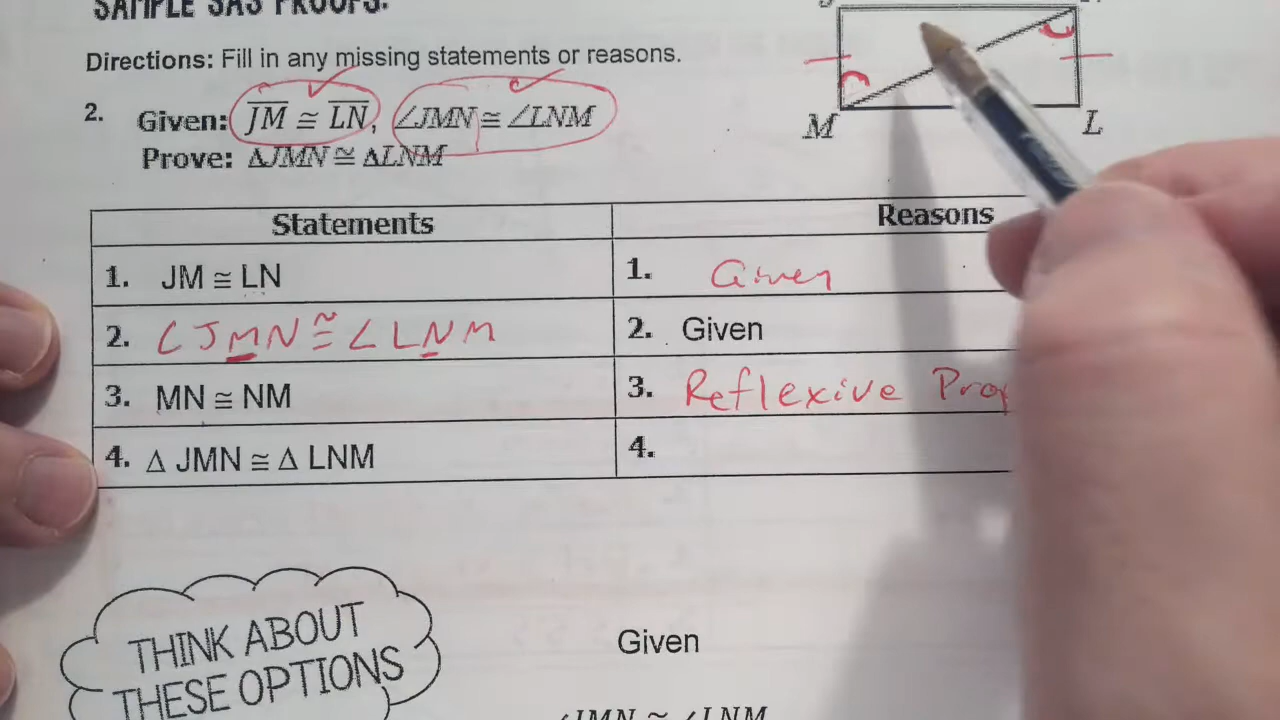 SAMPLE SAS PROOFS:
Directions: Fill in any missing statements or reasons.
2. Given: JM ≅ LN, ∠JMN ≅ ∠LNM
Prove: ΔJMN ≅ ΔLNM
M
L
Statements
Reasons
1. JM ≅ LN
1. Given
2. ∠JMN ≅ ∠LNM
2. Given
3. MN ≅ NM
3. Reflexive Prop
4. Δ JMN ≅ Δ LNM
4.
THINK ABOUT
THESE OPTIONS
Given
∠JMN ≅ ∠LNM